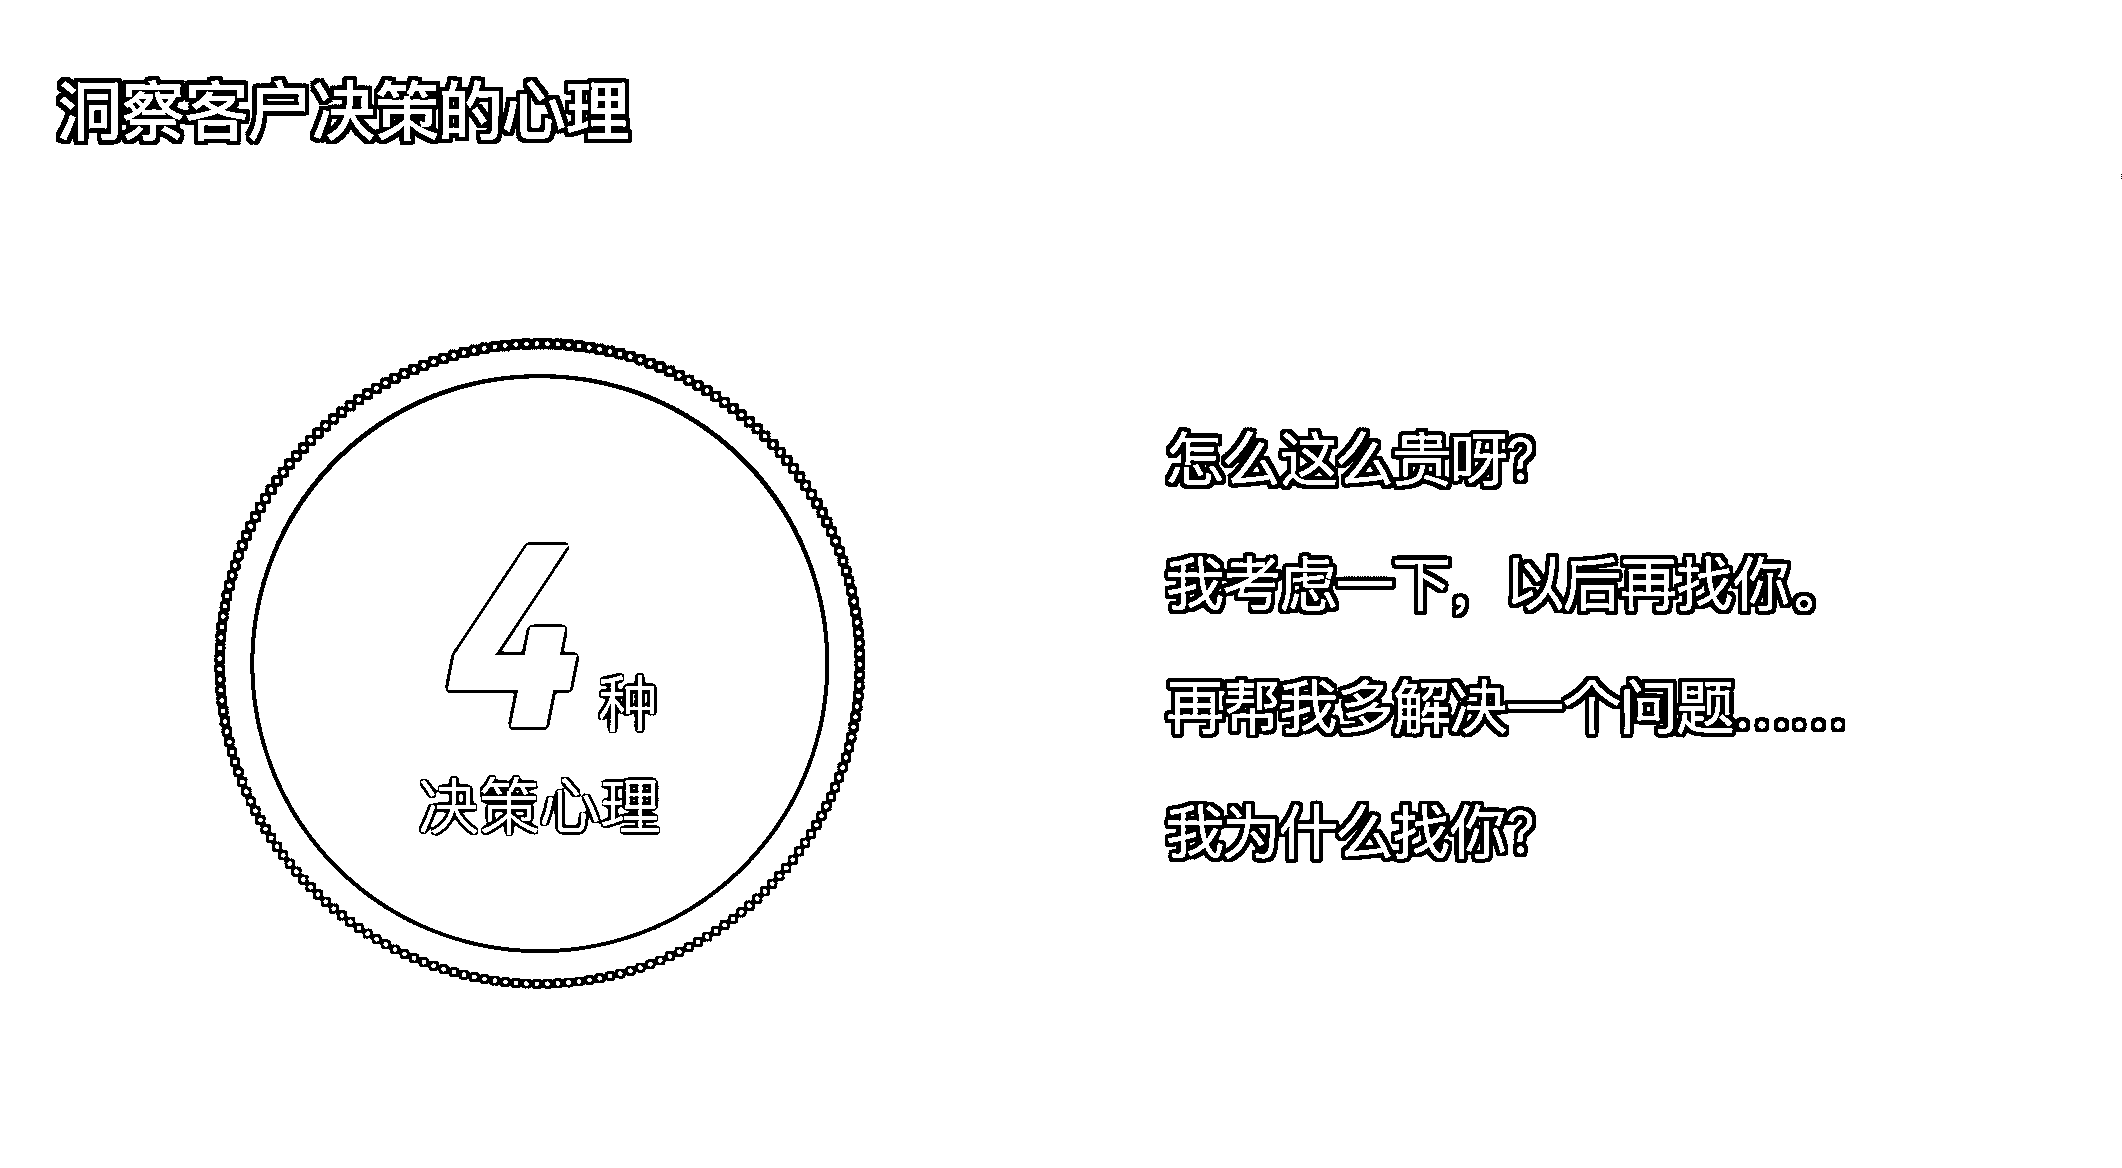 洞察客户决策的心理
4种
决策心理
怎么这么贵呀？
我考虑一下，以后再找你。
再帮我多解决一个问题……
我为什么找你？